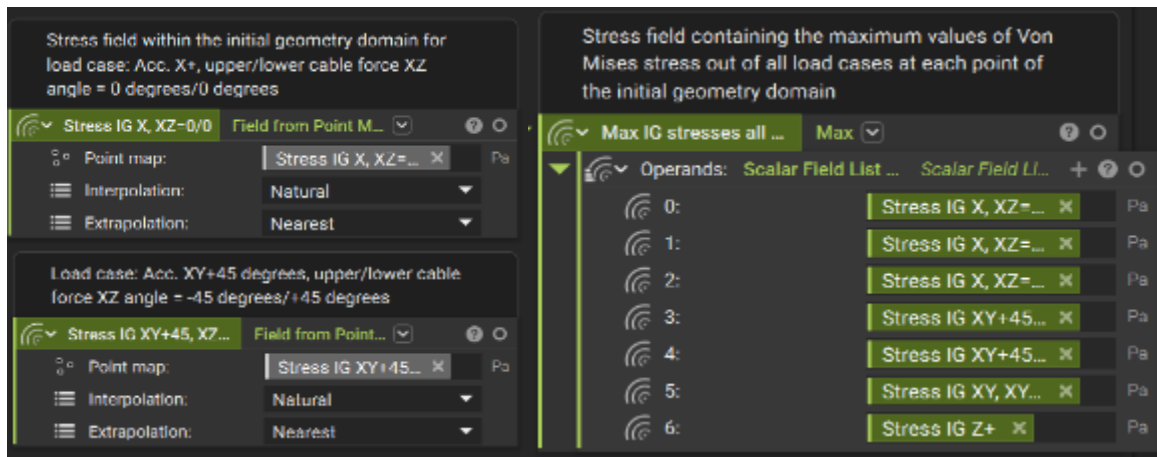 Stress field within the initial geometry domain for
load case: Acc. X+, upper/lower cable force XZ
angle = 0 degrees/0 degrees
Stress IG X, XZ=0/0 Field from Point M...
Point map: Stress IG X, XZ=... Pa
Interpolation: Natural
Extrapolation: Nearest
Load case: Acc. XY+45 degrees, upper/lower cable
force XZ angle = -45 degrees/+45 degrees
Stress IG XY+45, XZ... Field from Point...
Point map: Stress IG XY+45... Pa
Interpolation: Natural
Extrapolation: Nearest
Stress field containing the maximum values of Von
Mises stress out of all load cases at each point of
the initial geometry domain
Max IG stresses all ... Max
Operands: Scalar Field List ... Scalar Field Li...
0: Stress IG X, XZ=... Pa
1: Stress IG X, XZ=... Pa
2: Stress IG X, XZ=... Pa
3: Stress IG XY+45... Pa
4: Stress IG XY+45... Pa
5: Stress IG XY, XY... Pa
6: Stress IG Z+ Pa